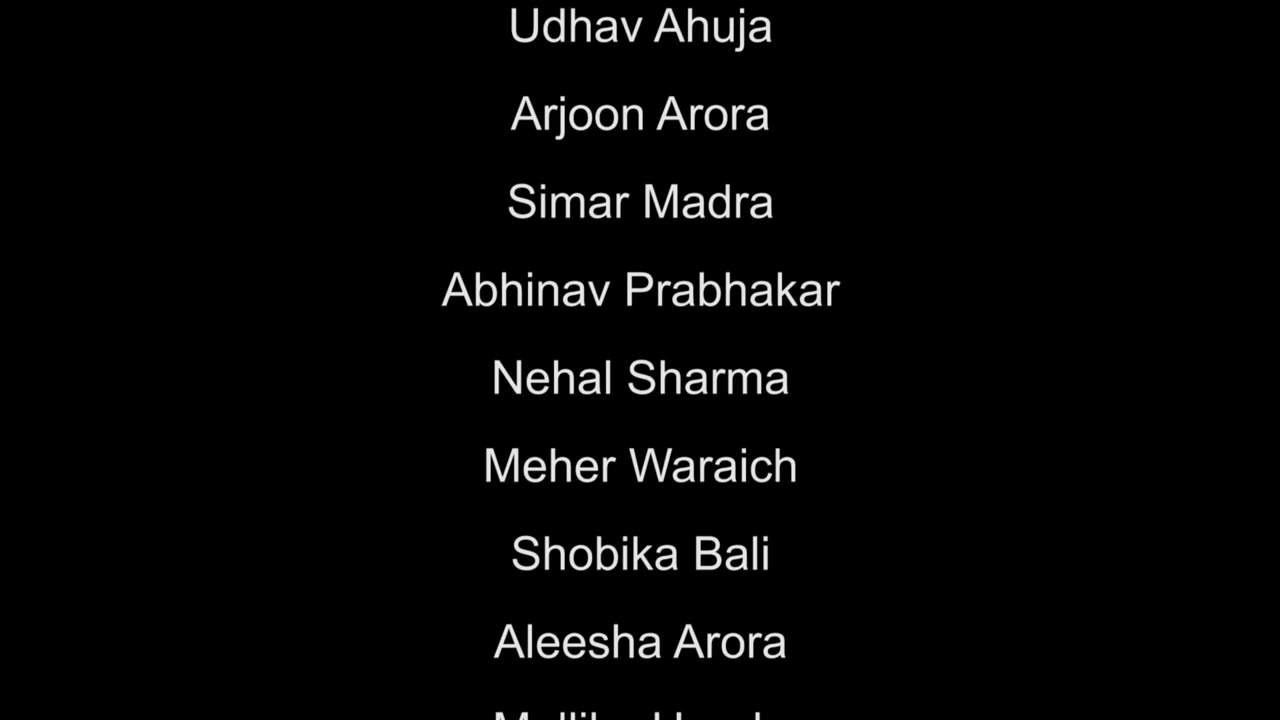 Udhav Ahuja
Arjoon Arora
Simar Madra
Abhinav Prabhakar
Nehal Sharma
Meher Waraich
Shobika Bali
Aleesha Arora